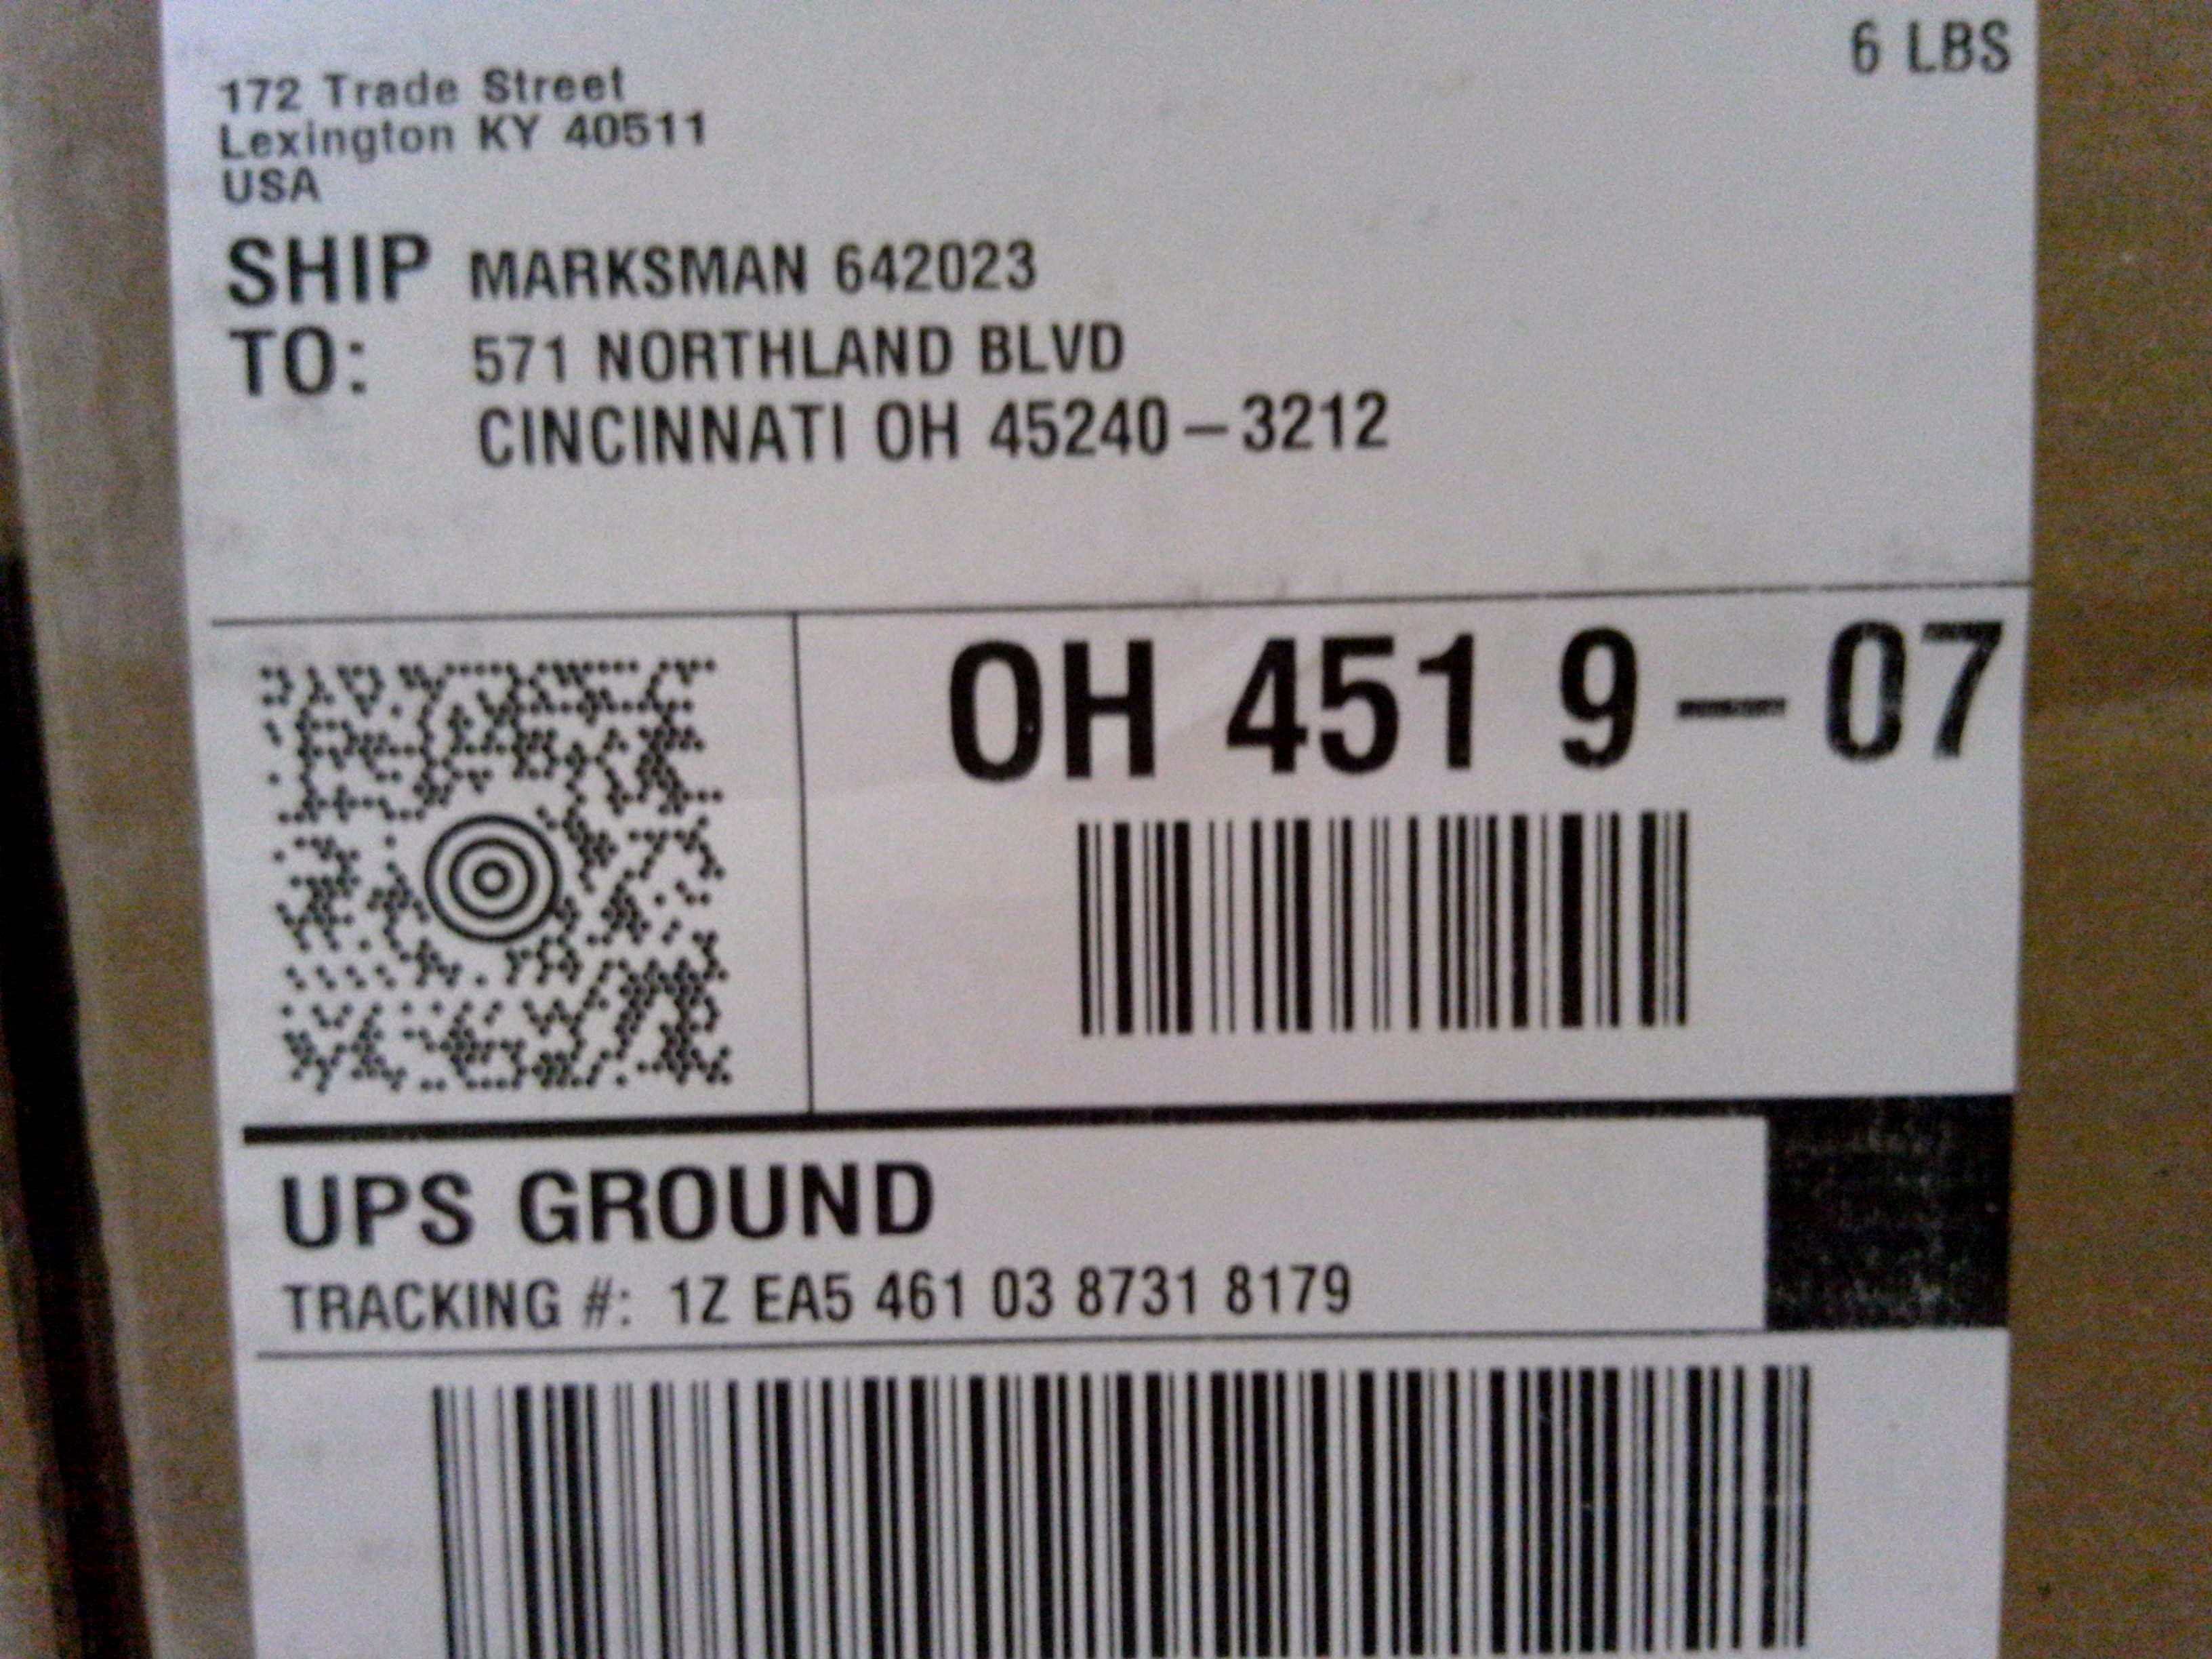 6 LBS
172 Trade Street
Lexington KY 40511
USA
SHIP TO:
MARKSMAN 642023
571 NORTHLAND BLVD
CINCINNATI OH 45240-3212
OH 451 9-07
UPS GROUND
TRACKING #: 1Z EA5 461 03 8731 8179